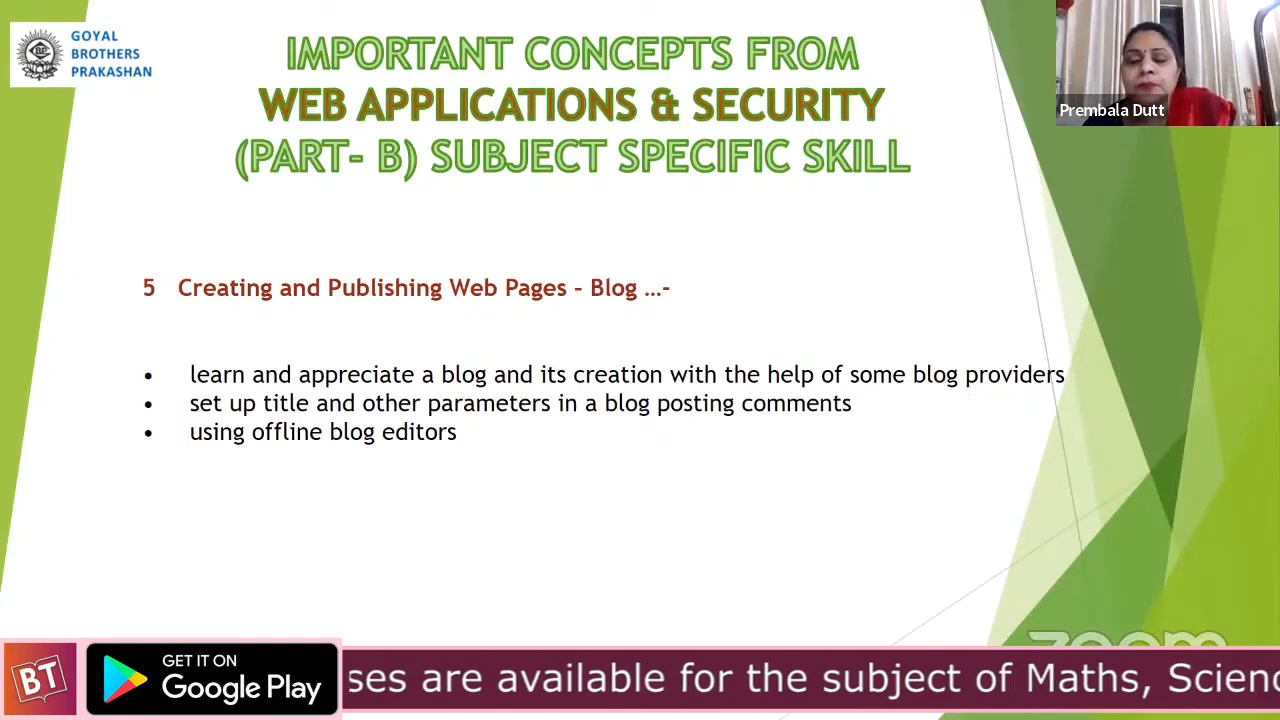 GOYAL
BROTHERS
PRAKASHAN
IMPORTANT CONCEPTS FROM
WEB APPLICATIONS & SECURITY
(PART- B) SUBJECT SPECIFIC SKILL
Prembala Dutt
5 Creating and Publishing Web Pages – Blog …-
• learn and appreciate a blog and its creation with the help of some blog providers
• set up title and other parameters in a blog posting comments
• using offline blog editors
zoom
BT
GET IT ON
Google Play
ses are available for the subject of Maths, Scien